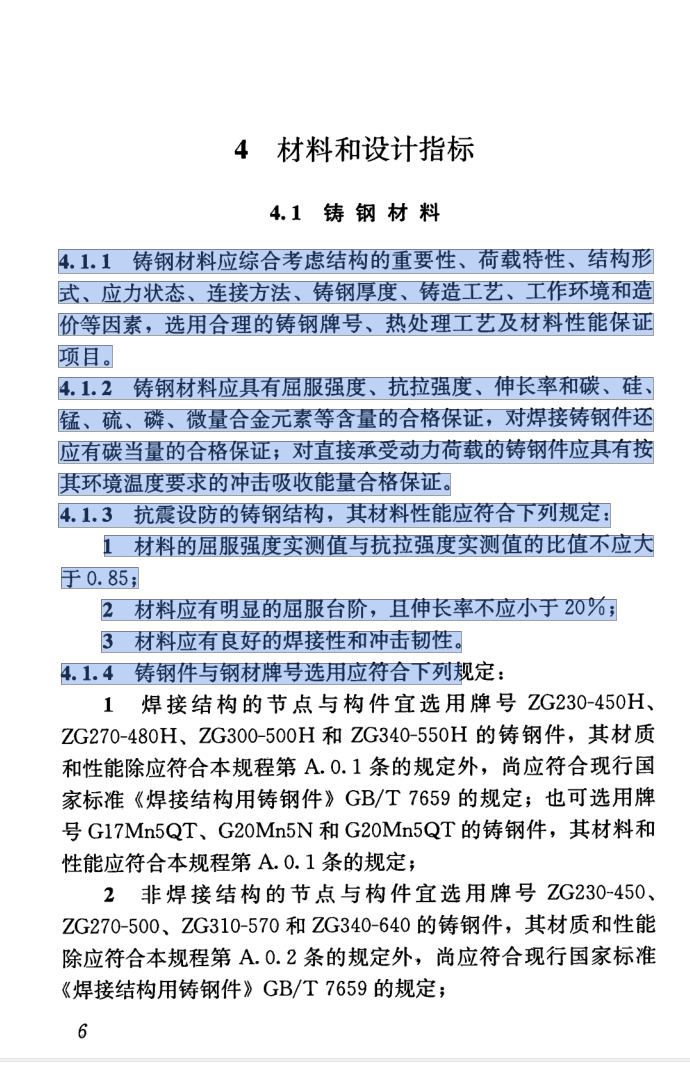 4 材料和设计指标
4.1 铸钢材料
4.1.1 铸钢材料应综合考虑结构的重要性、荷载特性、结构形
式、应力状态、连接方法、铸钢厚度、铸造工艺、工作环境和造
价等因素，选用合理的铸钢牌号、热处理工艺及材料性能保证
项目。
4.1.2 铸钢材料应具有屈服强度、抗拉强度、伸长率和碳、硅、
锰、硫、磷、微量合金元素等含量的合格保证，对焊接铸钢件还
应有碳当量的合格保证；对直接承受动力荷载的铸钢件应具有按
其环境温度要求的冲击吸收能量合格保证。
4.1.3 抗震设防的铸钢结构，其材料性能应符合下列规定：
1 材料的屈服强度实测值与抗拉强度实测值的比值不应大
于0.85；
2 材料应有明显的屈服台阶，且伸长率不应小于20％；
3 材料应有良好的焊接性和冲击韧性。
4.1.4 铸钢件与钢材牌号选用应符合下列规定：
1 焊接结构的节点与构件宜选用牌号 ZG230-450H、
ZG270-480H、ZG300-500H 和 ZG340-550H 的铸钢件，其材质
和性能除应符合本规程第 A.0.1 条的规定外，尚应符合现行国
家标准《焊接结构用铸钢件》GB/T 7659 的规定；也可选用牌
号 G17Mn5QT、G20Mn5N 和 G20Mn5QT 的铸钢件，其材料和
性能应符合本规程第 A.0.1 条的规定；
2 非焊接结构的节点与构件宜选用牌号 ZG230-450、
ZG270-500、ZG310-570 和 ZG340-640 的铸钢件，其材质和性能
除应符合本规程第 A.0.2 条的规定外，尚应符合现行国家标准
《焊接结构用铸钢件》GB/T 7659 的规定；
6